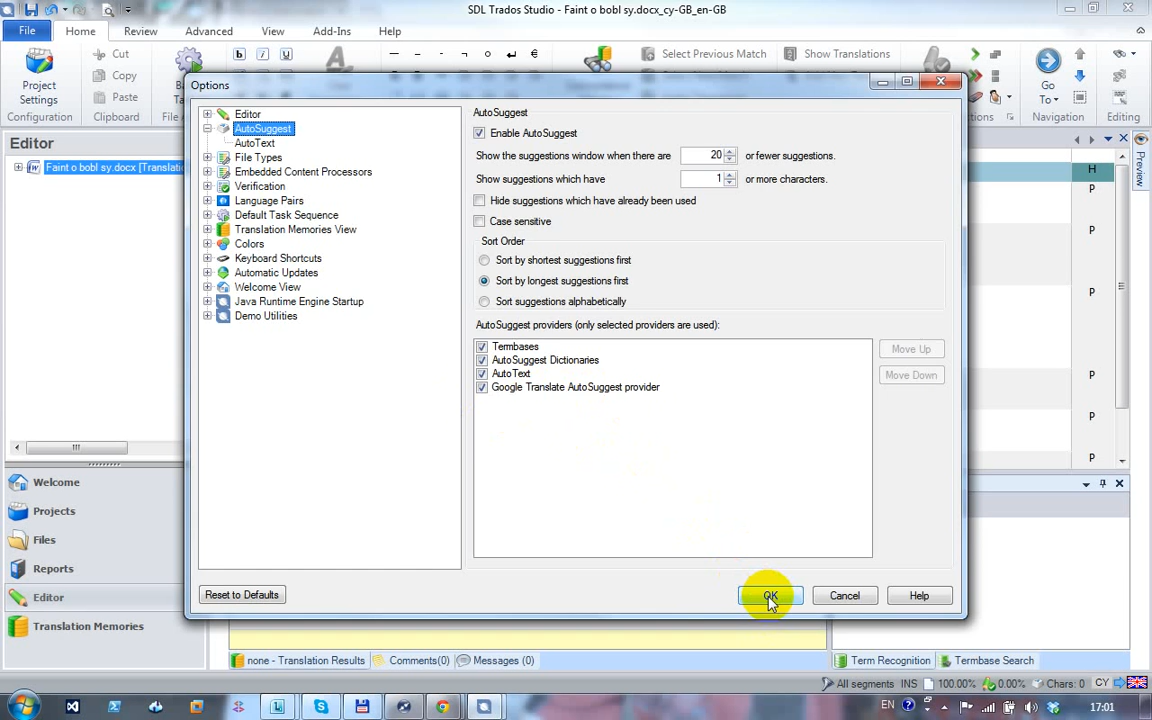 SDL Trados Studio - Faint o bobl sy.docx_cy-GB_en-GB
File Home Review Advanced View Add-Ins Help
Cut
Copy
Paste
Project Settings
Configuration
Clipboard
File A
Select Previous Match
Show Translations
Go To
Navigation
Editing
Editor
Faint o bobl sy.docx [Translatio
H
P
P
P
P
P
P
Preview
Welcome
Projects
Files
Reports
Editor
Translation Memories
Options
Editor
AutoSuggest
AutoText
File Types
Embedded Content Processors
Verification
Language Pairs
Default Task Sequence
Translation Memories View
Colors
Keyboard Shortcuts
Automatic Updates
Welcome View
Java Runtime Engine Startup
Demo Utilities
AutoSuggest
Enable AutoSuggest
Show the suggestions window when there are 20 or fewer suggestions.
Show suggestions which have 1 or more characters.
Hide suggestions which have already been used
Case sensitive
Sort Order
Sort by shortest suggestions first
Sort by longest suggestions first
Sort suggestions alphabetically
AutoSuggest providers (only selected providers are used):
Termbases
AutoSuggest Dictionaries
AutoText
Google Translate AutoSuggest provider
Move Up
Move Down
Reset to Defaults
OK
Cancel
Help
none - Translation Results Comments(0) Messages (0) Term Recognition Termbase Search
All segments INS 100.00% 0.00% Chars: 0 CY
EN 17:01